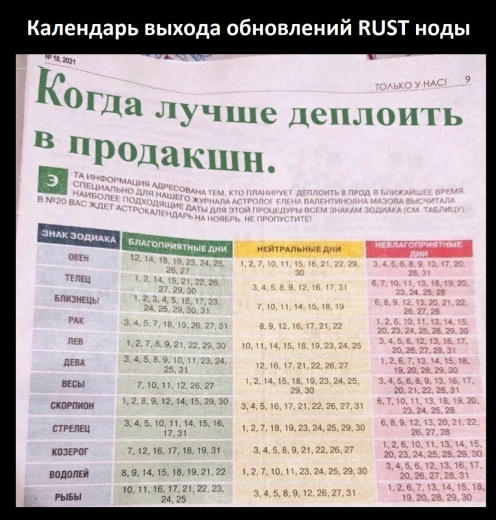 Календарь выхода обновлений RUST ноды
№ 18, 2021
ТОЛЬКО У НАС! 9
Когда лучше деплоить
в продакшн.
ЭТА ИНФОРМАЦИЯ АДРЕСОВАНА ТЕМ, КТО ПЛАНИРУЕТ ДЕПЛОИТЬ В ПРОД В БЛИЖАЙШЕЕ ВРЕМЯ.
СПЕЦИАЛЬНО ДЛЯ НАШЕГО ЖУРНАЛА АСТРОЛОГ ЕЛЕНА ВАЛЕНТИНОВНА МАЗОВА ВЫСЧИТАЛА
НАИБОЛЕЕ ПОДХОДЯЩИЕ ДАТЫ ДЛЯ ЭТОЙ ПРОЦЕДУРЫ ВСЕМ ЗНАКАМ ЗОДИАКА (СМ. ТАБЛИЦУ).
В №20 ВАС ЖДЕТ АСТРОКАЛЕНДАРЬ НА НОЯБРЬ. НЕ ПРОПУСТИТЕ!
ЗНАК ЗОДИАКА БЛАГОПРИЯТНЫЕ ДНИ НЕЙТРАЛЬНЫЕ ДНИ НЕБЛАГОПРИЯТНЫЕ
ДНИ
ОВЕН 12, 14, 18, 19, 23, 24, 25, 1, 2, 7, 10, 11, 15, 16, 21, 22, 29, 3, 4, 5, 6, 8, 9, 13, 17, 20,
26, 27 30 28, 31
ТЕЛЕЦ 1, 2, 14, 15, 21, 22, 26, 3, 4, 5, 8, 9, 12, 16, 17, 31 6, 7, 10, 11, 13, 18, 19, 20,
27, 29, 30 23, 24, 25, 28
БЛИЗНЕЦЫ 1, 2, 3, 4, 5, 16, 17, 23, 7, 10, 11, 14, 15, 18, 19 6, 8, 9, 12, 13, 20, 21, 22,
24, 25, 29, 30, 31 26, 27, 28
РАК 3, 4, 5, 7, 18, 19, 26, 27, 31 8, 9, 12, 16, 17, 21, 22 1, 2, 6, 10, 11, 13, 14, 15,
20, 23, 24, 25, 28, 29, 30
ЛЕВ 1, 2, 7, 8, 9, 21, 22, 29, 30 10, 11, 14, 15, 18, 19, 23, 24, 25 3, 4, 5, 6, 12, 13, 16, 17,
20, 26, 27, 28, 31
ДЕВА 3, 4, 5, 8, 9, 10, 11, 23, 24, 12, 16, 17, 21, 22, 26, 27 1, 2, 6, 7, 13, 14, 15, 18,
25, 31 19, 20, 28, 29, 30
ВЕСЫ 7, 10, 11, 12, 26, 27 1, 2, 14, 15, 18, 19, 23, 24, 25, 3, 4, 5, 6, 8, 9, 13, 16, 17,
29, 30 20, 21, 22, 28, 31
СКОРПИОН 1, 2, 8, 9, 12, 14, 15, 29, 30 3, 4, 5, 16, 17, 21, 22, 26, 27, 31 6, 7, 10, 11, 13, 18, 19, 20,
23, 24, 25, 28
СТРЕЛЕЦ 3, 4, 5, 10, 11, 14, 15, 16, 1, 2, 7, 18, 19, 23, 24, 25, 29, 30 6, 8, 9, 12, 13, 20, 21, 22,
17, 31 26, 27, 28
КОЗЕРОГ 7, 12, 16, 17, 18, 19, 31 3, 4, 5, 8, 9, 21, 22, 26, 27 1, 2, 6, 10, 11, 13, 14, 15,
20, 23, 24, 25, 28, 29, 30
ВОДОЛЕЙ 8, 9, 14, 15, 18, 19, 21, 22 1, 2, 7, 10, 11, 23, 24, 25, 29, 30 3, 4, 5, 6, 12, 13, 16, 17,
20, 26, 27, 28, 31
РЫБЫ 10, 11, 16, 17, 21, 22, 23, 3, 4, 5, 8, 9, 12, 26, 27, 31 1, 2, 6, 7, 13, 14, 15, 18,
24, 25 19, 20, 28, 29, 30